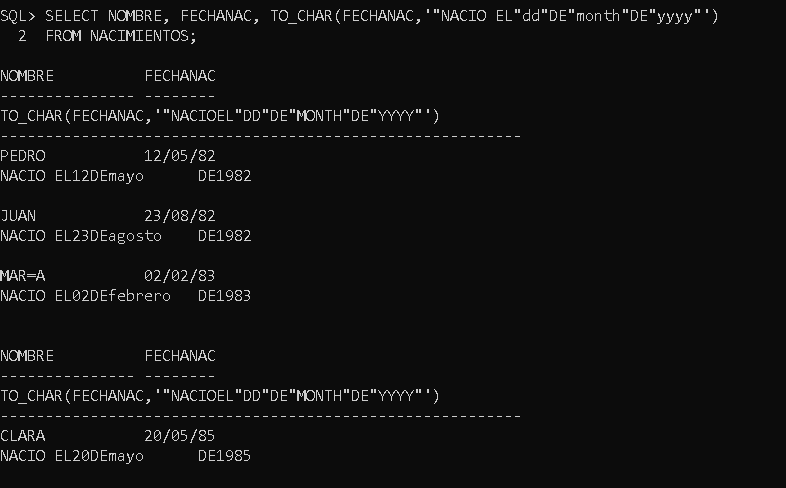 SQL> SELECT NOMBRE, FECHANAC, TO_CHAR(FECHANAC,'"NACIO EL"dd"DE"month"DE"yyyy"')
  2  FROM NACIMIENTOS;
NOMBRE          FECHANAC
--------------- --------
TO_CHAR(FECHANAC,'"NACIOEL"DD"DE"MONTH"DE"YYYY"')
----------------------------------------------------------
PEDRO           12/05/82
NACIO EL12DEmayo      DE1982
JUAN            23/08/82
NACIO EL23DEagosto    DE1982
MAR=A           02/02/83
NACIO EL02DEfebrero   DE1983
NOMBRE          FECHANAC
--------------- --------
TO_CHAR(FECHANAC,'"NACIOEL"DD"DE"MONTH"DE"YYYY"')
----------------------------------------------------------
CLARA           20/05/85
NACIO EL20DEmayo      DE1985